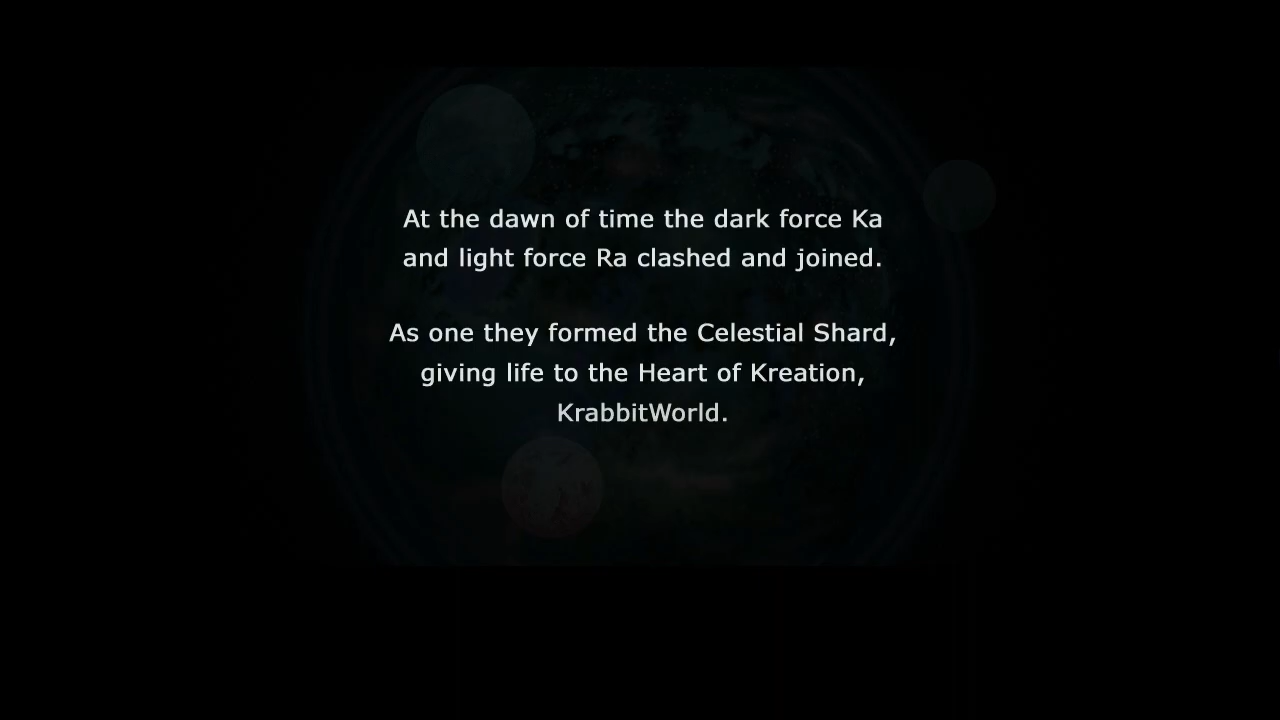 At the dawn of time the dark force Ka
and light force Ra clashed and joined.
As one they formed the Celestial Shard,
giving life to the Heart of Kreation,
KrabbitWorld.